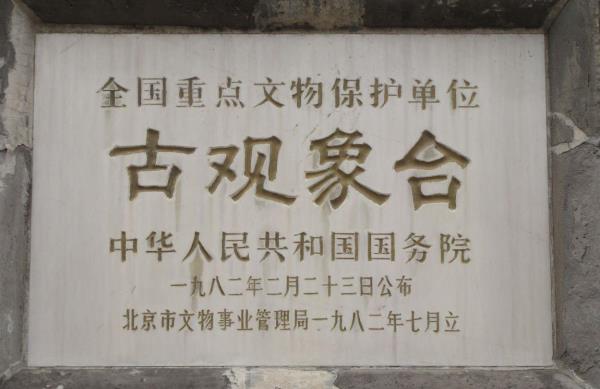 全国重点文物保护单位
古观象台
中华人民共和国国务院
一九八二年二月二十三日公布
北京市文物事业管理局一九八二年七月立